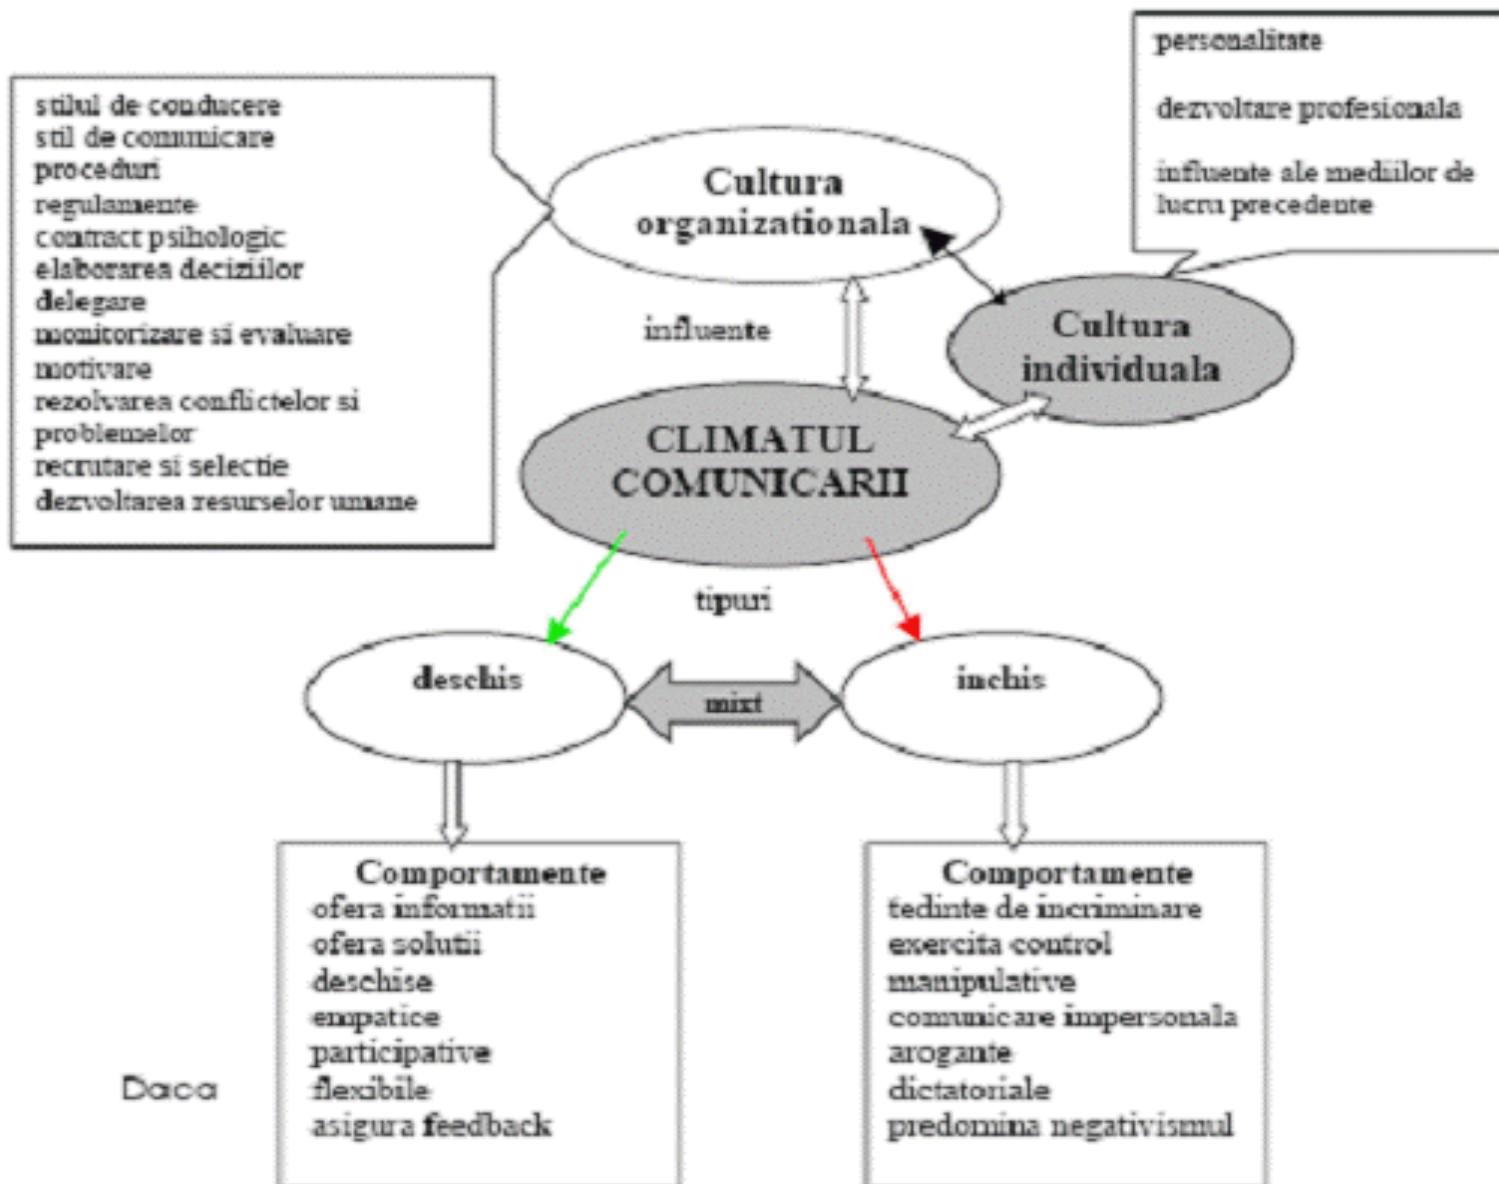 personalitate
dezvoltare profesionala
influente ale mediilor de
lucru precedente
stilul de conducere
stil de comunicare
proceduri
regulamente
contract psihologic
elaborarea deciziilor
delegare
monitorizare si evaluare
motivare
rezolvarea conflictelor si
problemelor
recrutare si selectie
dezvoltarea resurselor umane
Cultura
organizationala
influente
Cultura
individuala
CLIMATUL
COMUNICARII
tipuri
deschis
mixt
inchis
Comportamente
ofera informatii
ofera solutii
deschise
empatice
participative
flexibile
asigura feedback
Comportamente
tedinte de incriminare
exercita control
manipulative
comunicare impersonala
arogante
dictatoriale
predomina negativismul
Daca